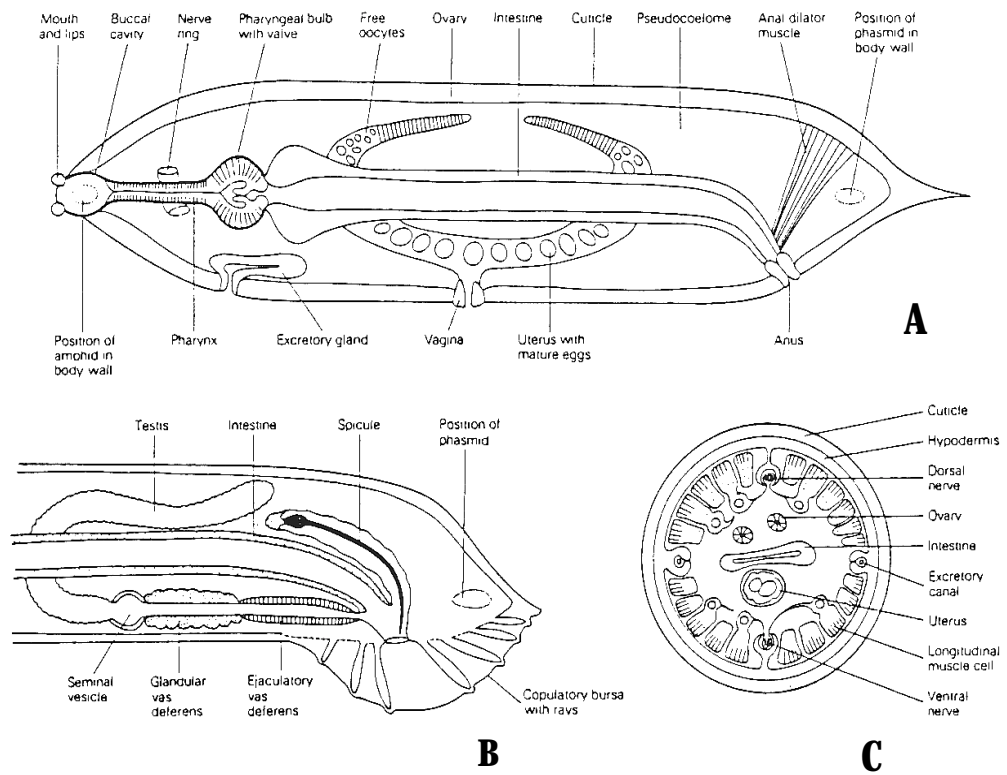 Mouth
and lips
Buccal
cavity
Nerve
ring
Pharyngeal bulb
with valve
Free
oocytes
Ovary
Intestine
Cuticle
Pseudocoelome
Anal dilator
muscle
Position of
phasmid in
body wall
Position of
amphid in
body wall
Pharynx
Excretory gland
Vagina
Uterus with
mature eggs
Anus
A
Testis
Intestine
Spicule
Position of
phasmid
Seminal
vesicle
Glandular
vas
deferens
Ejaculatory
vas
deferens
Copulatory bursa
with rays
B
Cuticle
Hypodermis
Dorsal
nerve
Ovary
Intestine
Excretory
canal
Uterus
Longitudinal
muscle cell
Ventral
nerve
C